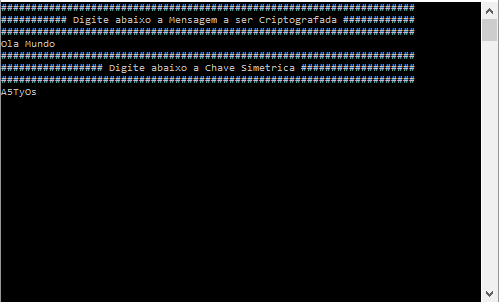 #####################################################################
########### Digite abaixo a Mensagem a ser Criptografada ############
#####################################################################
Ola Mundo
#####################################################################
################# Digite abaixo a Chave Simetrica ###################
#####################################################################
A5TyOs